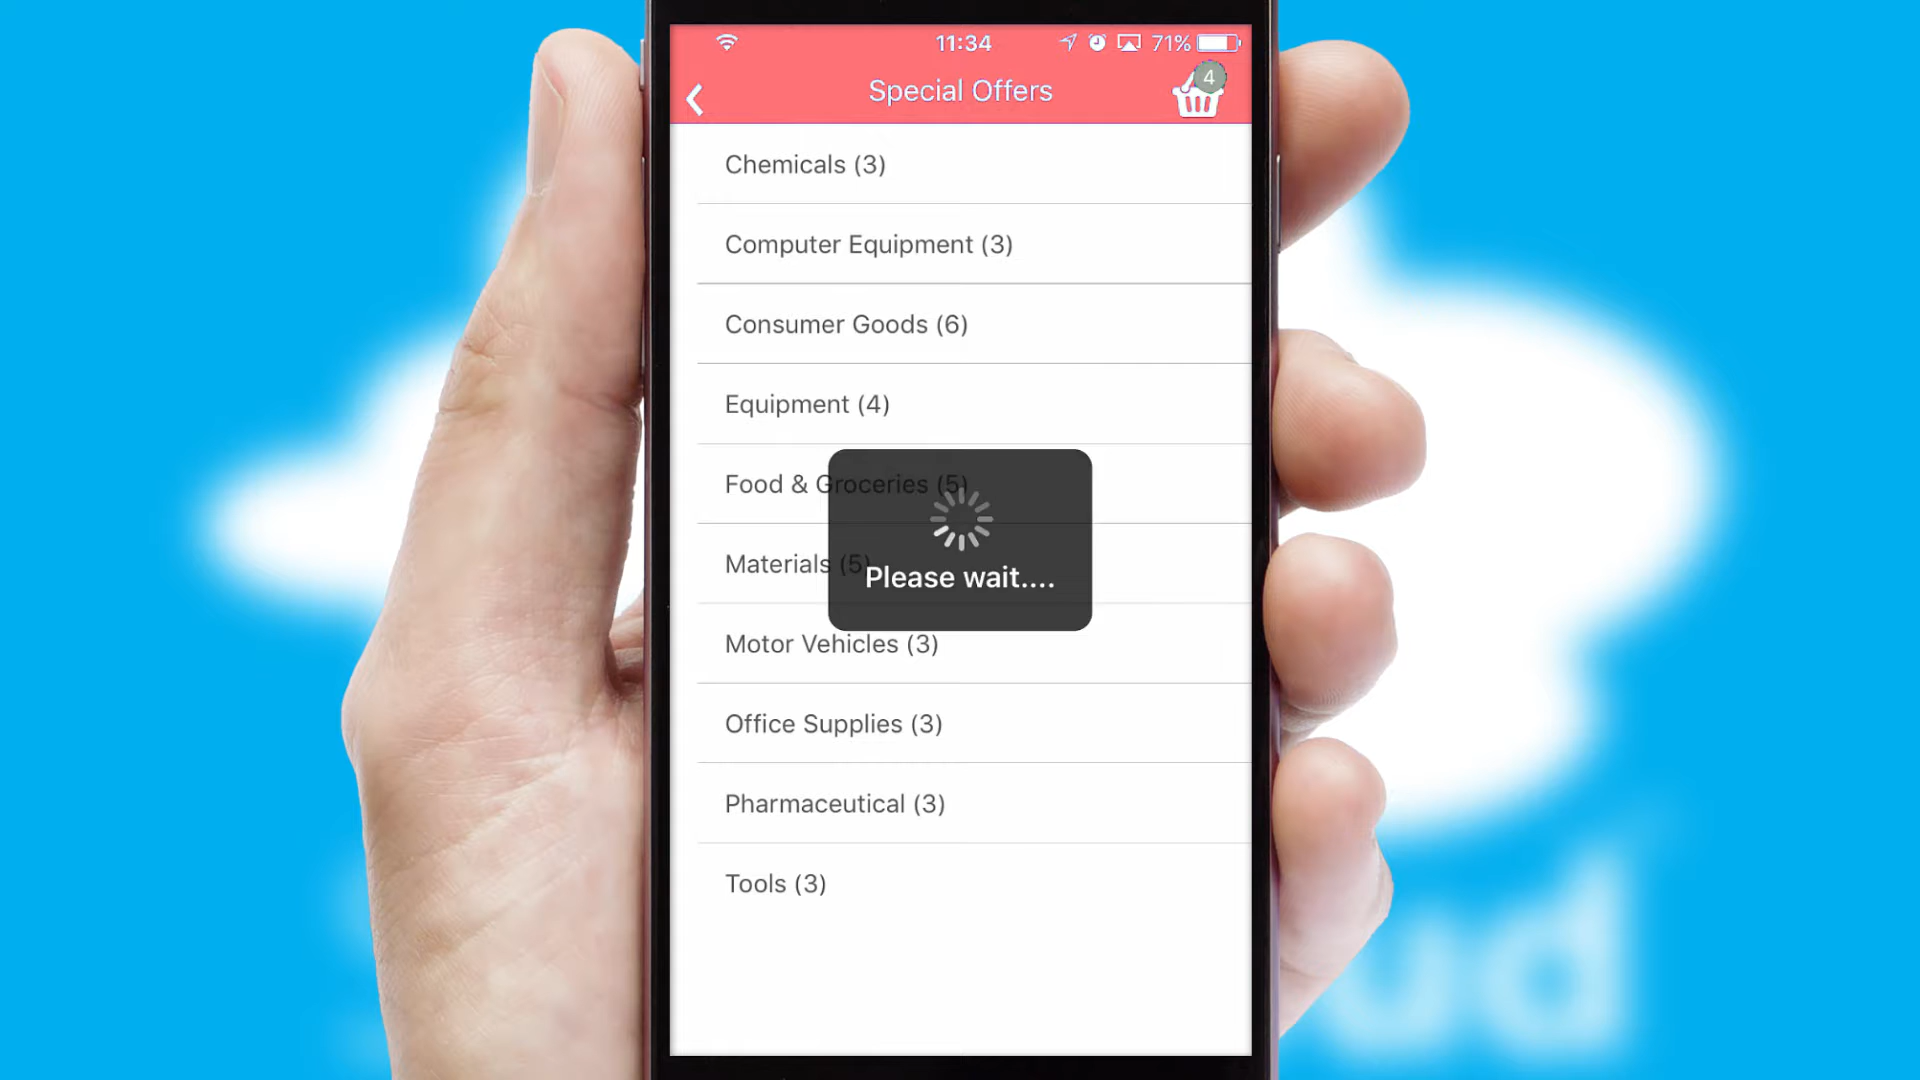 11:34
71%
Special Offers
4
Chemicals (3)
Computer Equipment (3)
Consumer Goods (6)
Equipment (4)
Food & Groceries (5)
Materials (5)
Please wait....
Motor Vehicles (3)
Office Supplies (3)
Pharmaceutical (3)
Tools (3)
ud